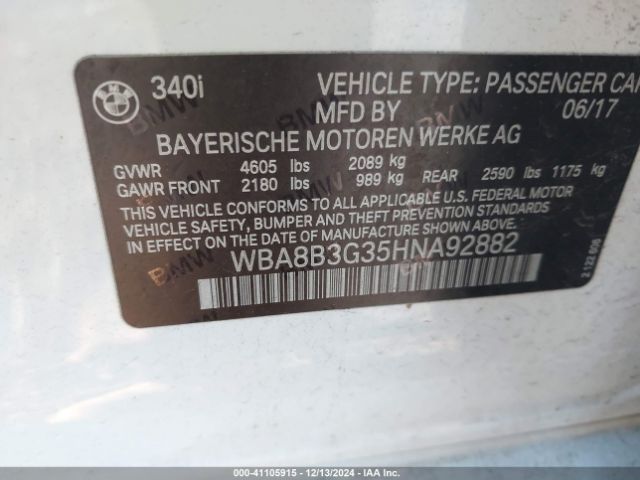 BMW 340i VEHICLE TYPE: PASSENGER CAR
MFD BY 06/17
BAYERISCHE MOTOREN WERKE AG
GVWR 4605 lbs 2089 kg
GAWR FRONT 2180 lbs 989 kg REAR 2590 lbs 1175 kg
THIS VEHICLE CONFORMS TO ALL APPLICABLE U.S. FEDERAL MOTOR
VEHICLE SAFETY, BUMPER AND THEFT PREVENTION STANDARDS
IN EFFECT ON THE DATE OF MANUFACTURE SHOWN ABOVE.
WBA8B3G35HNA92882
000-41105915 - 12/13/2024 - IAA